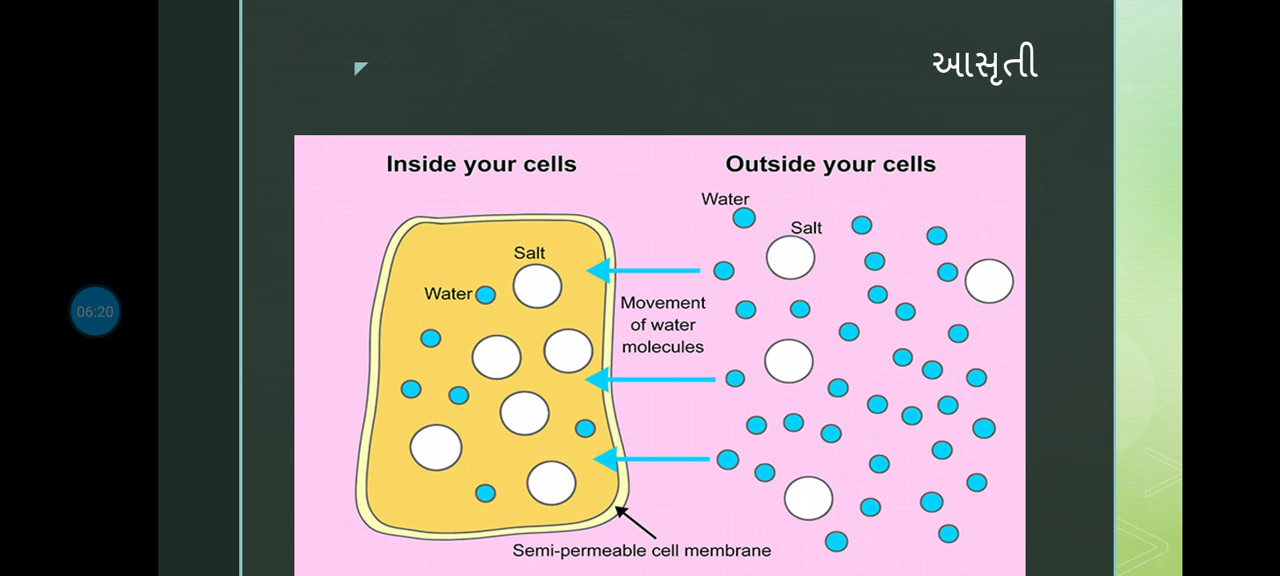 આસૃતી
Inside your cells
Outside your cells
Water
Salt
Salt
Water
Movement
of water
molecules
Semi-permeable cell membrane
06:20